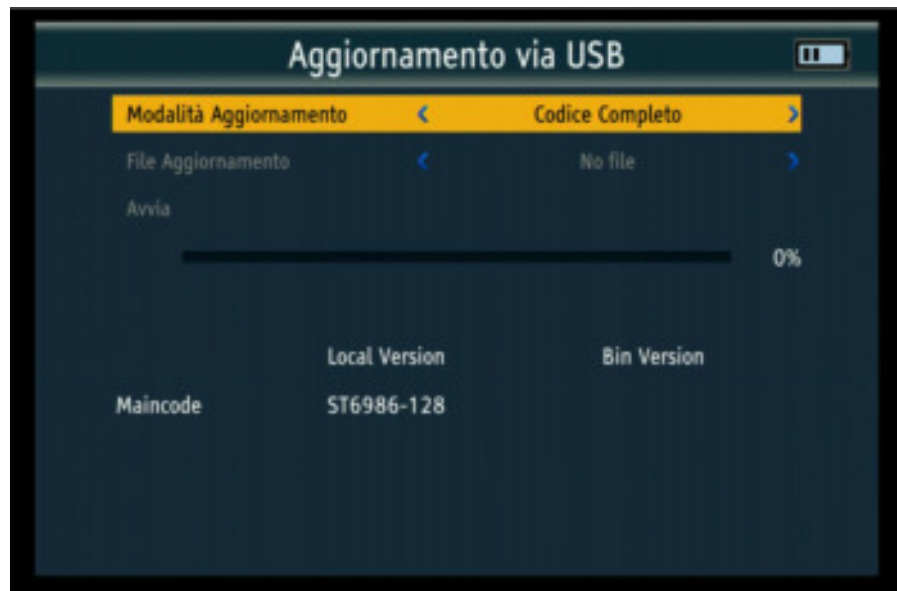 Aggiornamento via USB
Modalità Aggiornamento Codice Completo
File Aggiornamento No file
Avvia
0%
Local Version Bin Version
Maincode ST6986-128